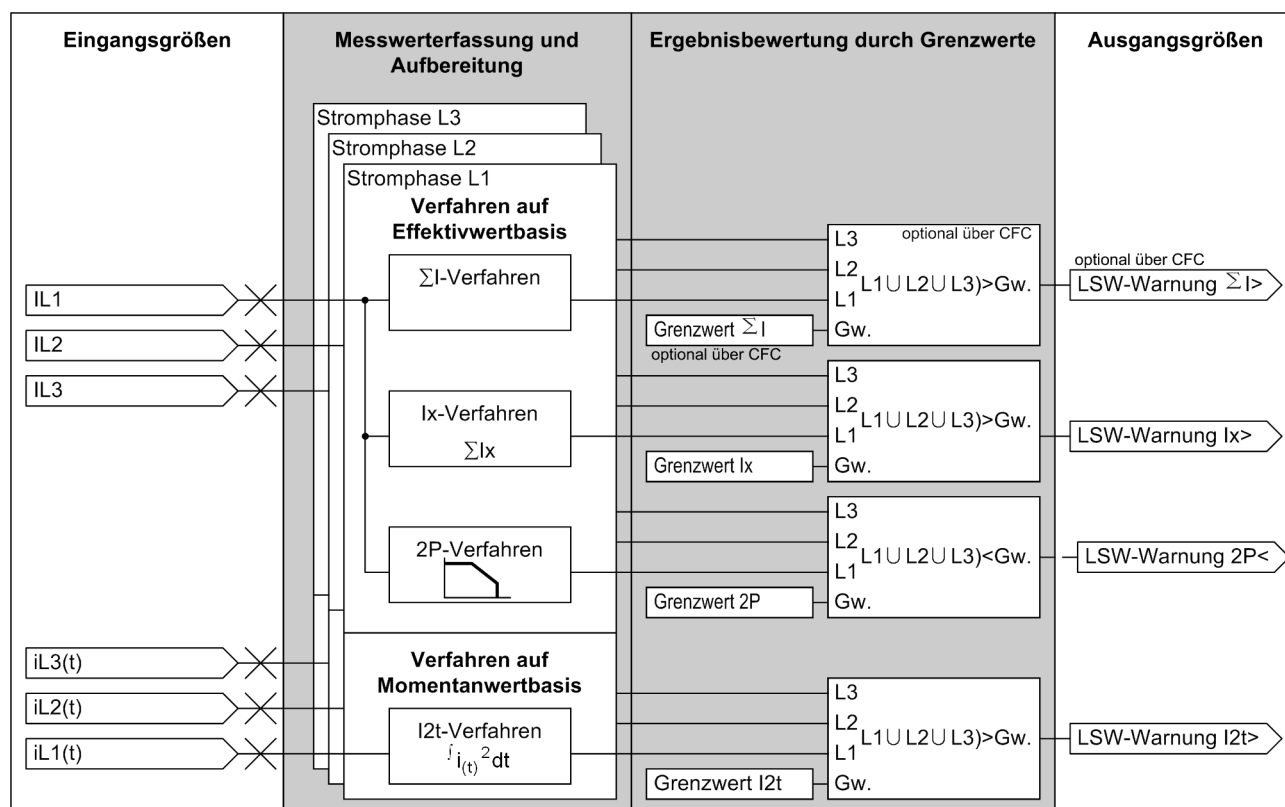 Eingangsgrößen
Messwerterfassung und
Aufbereitung
Ergebnisbewertung durch Grenzwerte
Ausgangsgrößen
Stromphase L3
Stromphase L2
Stromphase L1
Verfahren auf
Effektivwertbasis
∑I-Verfahren
IL1
IL2
IL3
L3
optional über CFC
L2
L1∪L2∪L3)>Gw.
L1
Gw.
Grenzwert ∑I
optional über CFC
optional über CFC
LSW-Warnung ∑I>
Ix-Verfahren
∑Ix
L3
L2
L1∪L2∪L3)>Gw.
L1
Gw.
Grenzwert Ix
LSW-Warnung Ix>
2P-Verfahren
L3
L2
L1∪L2∪L3)<Gw.
L1
Gw.
Grenzwert 2P
LSW-Warnung 2P<
iL3(t)
iL2(t)
iL1(t)
Verfahren auf
Momentanwertbasis
I2t-Verfahren
∫i(t)²dt
L3
L2
L1∪L2∪L3)>Gw.
L1
Gw.
Grenzwert I2t
LSW-Warnung I2t>